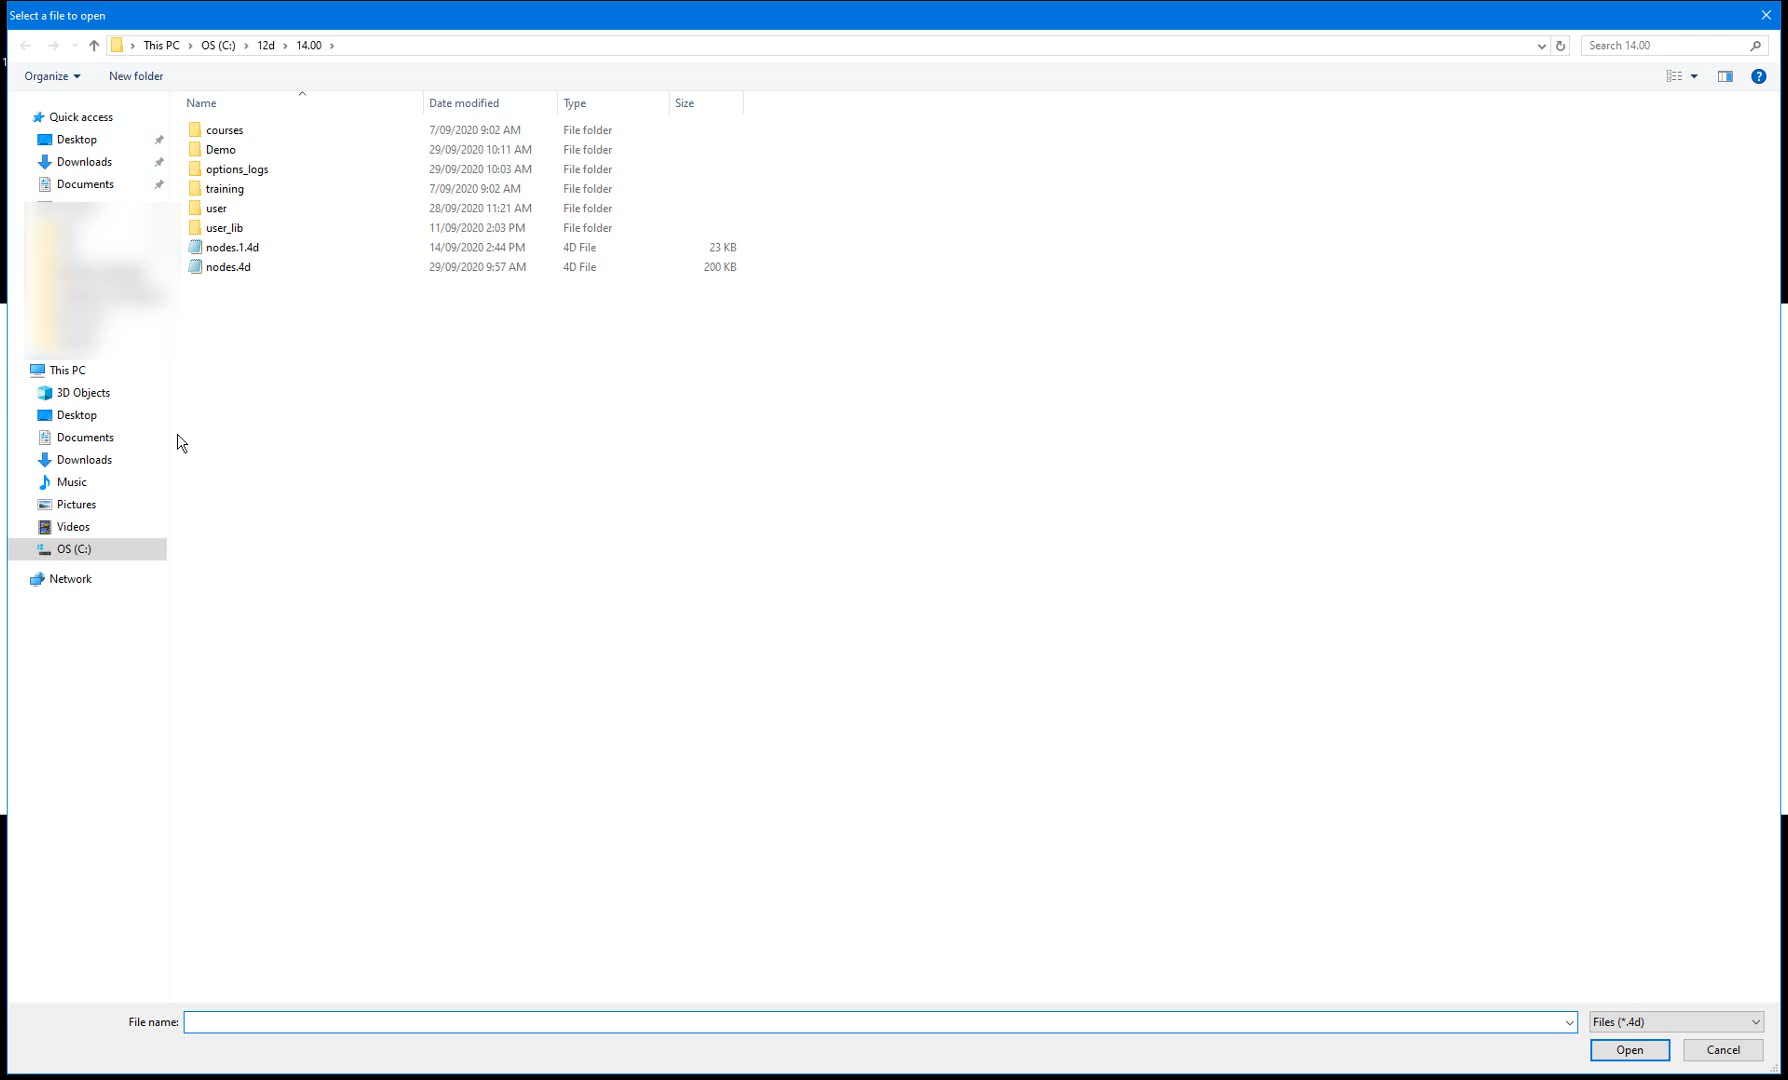 Select a file to open
This PC > OS (C:) > 12d > 14.00 >
Search 14.00
Organize
New folder
Name Date modified Type Size
Quick access
Desktop
Downloads
Documents
This PC
3D Objects
Desktop
Documents
Downloads
Music
Pictures
Videos
OS (C:)
Network
courses 7/09/2020 9:02 AM File folder
Demo 29/09/2020 10:11 AM File folder
options_logs 29/09/2020 10:03 AM File folder
training 7/09/2020 9:02 AM File folder
user 28/09/2020 11:21 AM File folder
user_lib 11/09/2020 2:03 PM File folder
nodes.1.4d 14/09/2020 2:44 PM 4D File 23 KB
nodes.4d 29/09/2020 9:57 AM 4D File 200 KB
File name:
Files (*.4d)
Open
Cancel